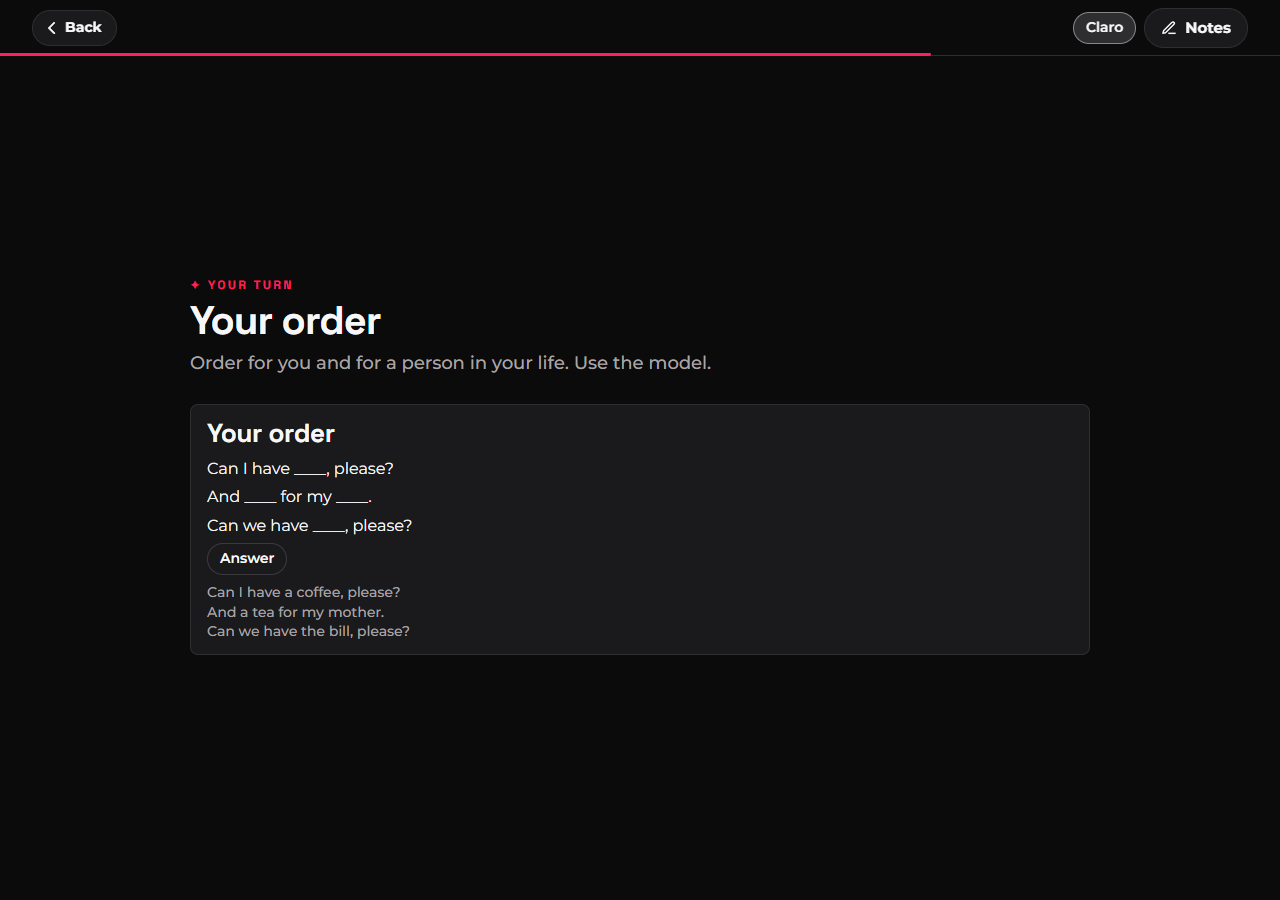 Back
Claro
Notes
✦ YOUR TURN
Your order
Order for you and for a person in your life. Use the model.
Your order
Can I have ____, please?
And ____ for my ____.
Can we have ____, please?
Answer
Can I have a coffee, please?
And a tea for my mother.
Can we have the bill, please?